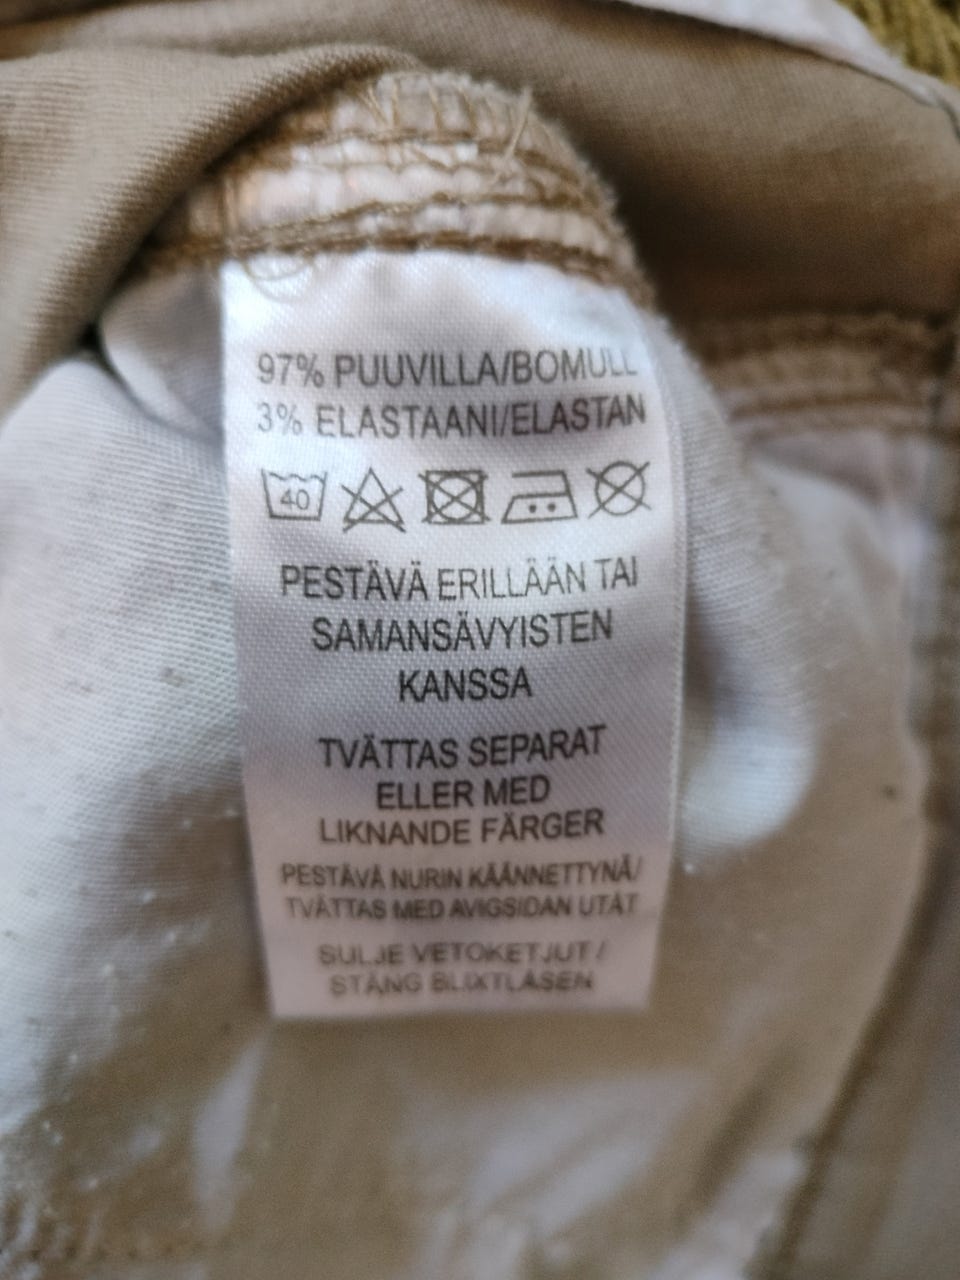 97% PUUVILLA/BOMULL
3% ELASTAANI/ELASTAN
40
PESTÄVÄ ERILLÄÄN TAI
SAMANSÄVYISTEN
KANSSA
TVÄTTAS SEPARAT
ELLER MED
LIKNANDE FÄRGER
PESTÄVÄ NURIN KÄÄNNETTYNÄ/
TVÄTTAS MED AVIGSIDAN UTÅT
SULJE VETOKETJUT/
STÄNG BLIXTLÅSEN